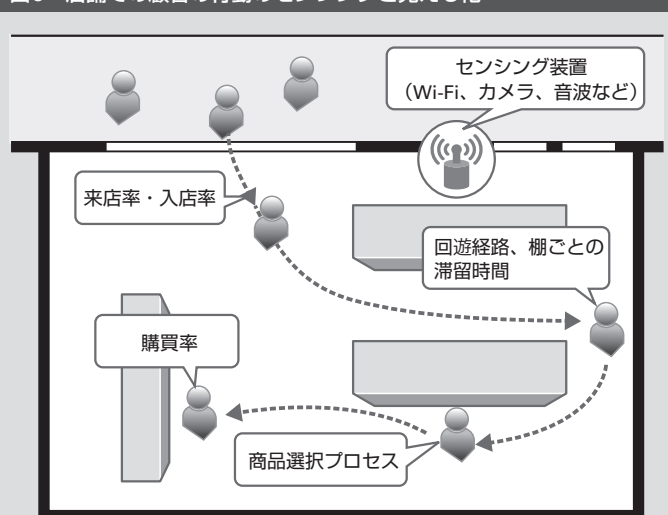 センシング装置
（Wi-Fi、カメラ、音波など）
来店率・入店率
回遊経路、棚ごとの
滞留時間
購買率
商品選択プロセス